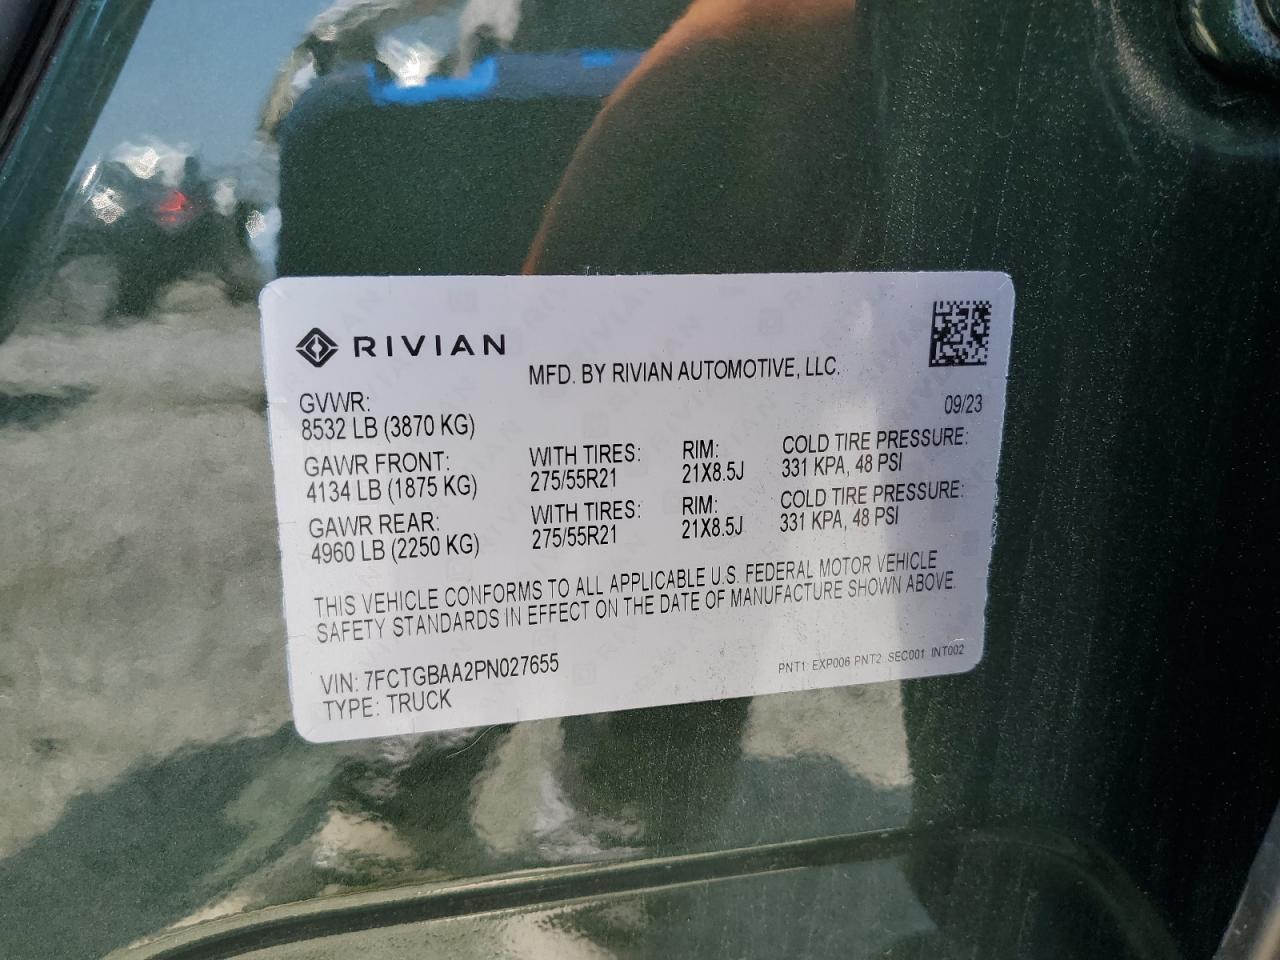 RIVIAN
MFD. BY RIVIAN AUTOMOTIVE, LLC.
09/23
GVWR:
8532 LB (3870 KG)
GAWR FRONT: WITH TIRES: RIM: COLD TIRE PRESSURE:
4134 LB (1875 KG) 275/55R21 21X8.5J 331 KPA, 48 PSI
GAWR REAR: WITH TIRES: RIM: COLD TIRE PRESSURE:
4960 LB (2250 KG) 275/55R21 21X8.5J 331 KPA, 48 PSI
THIS VEHICLE CONFORMS TO ALL APPLICABLE U.S. FEDERAL MOTOR VEHICLE
SAFETY STANDARDS IN EFFECT ON THE DATE OF MANUFACTURE SHOWN ABOVE.
VIN: 7FCTGBAA2PN027655
TYPE: TRUCK
PNT1: EXP006 PNT2: SEC001 INT002